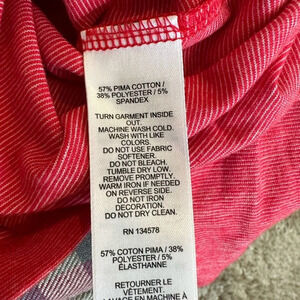 57% PIMA COTTON /
38% POLYESTER / 5%
SPANDEX
TURN GARMENT INSIDE
OUT.
MACHINE WASH COLD.
WASH WITH LIKE
COLORS.
DO NOT USE FABRIC
SOFTENER.
DO NOT BLEACH.
TUMBLE DRY LOW.
REMOVE PROMPTLY.
WARM IRON IF NEEDED
ON REVERSE SIDE.
DO NOT IRON
DECORATION.
DO NOT DRY CLEAN.
RN 134578
57% COTON PIMA / 38%
POLYESTER / 5%
ÉLASTHANNE
RETOURNER LE
VÊTEMENT.
LAVAGE EN MACHINE À